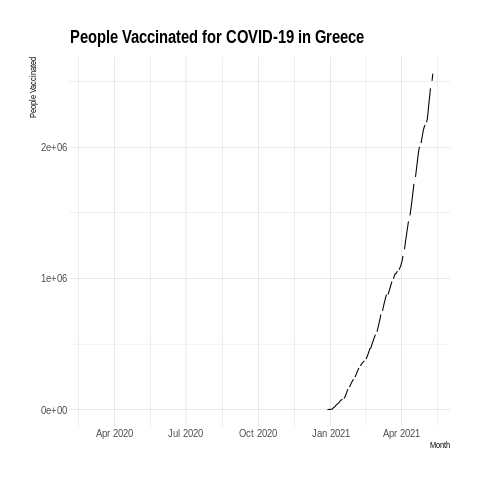 People Vaccinated for COVID-19 in Greece
People Vaccinated
2e+06
1e+06
0e+00
Apr 2020 Jul 2020 Oct 2020 Jan 2021 Apr 2021
Month